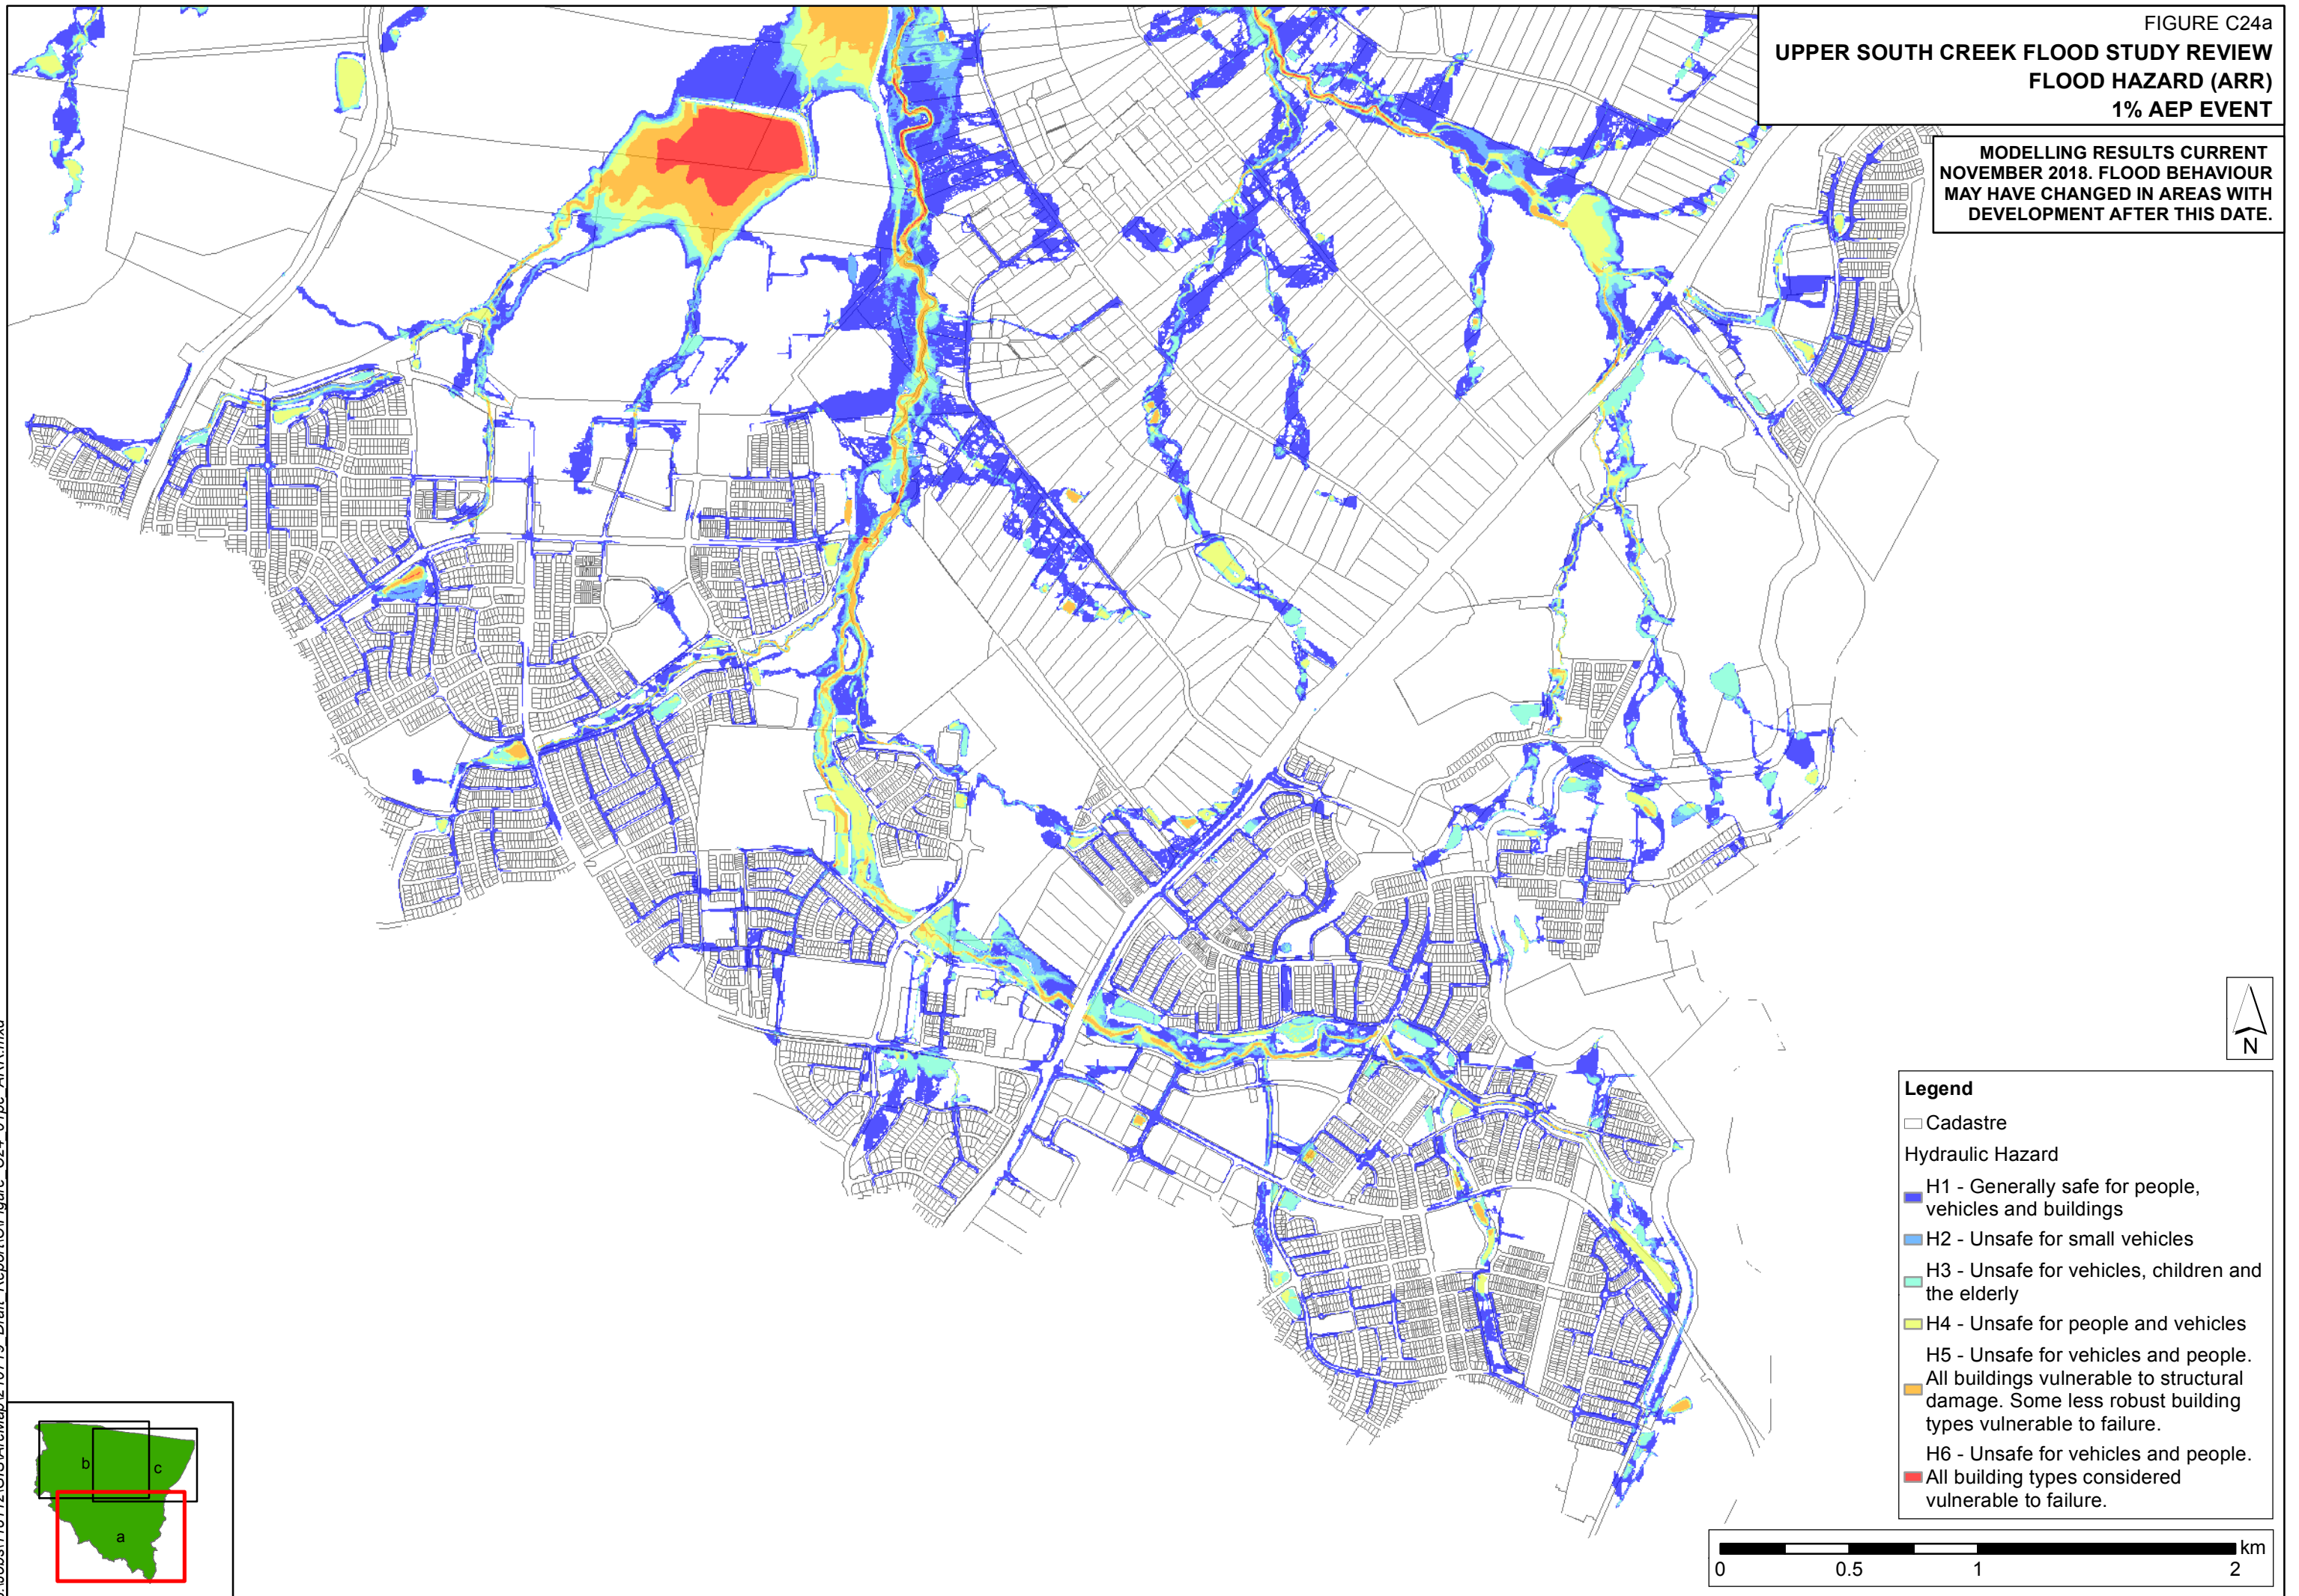 FIGURE C24a
UPPER SOUTH CREEK FLOOD STUDY REVIEW
FLOOD HAZARD (ARR)
1% AEP EVENT
MODELLING RESULTS CURRENT
NOVEMBER 2018. FLOOD BEHAVIOUR
MAY HAVE CHANGED IN AREAS WITH
DEVELOPMENT AFTER THIS DATE.
N
Legend
Cadastre
Hydraulic Hazard
H1 - Generally safe for people,
vehicles and buildings
H2 - Unsafe for small vehicles
H3 - Unsafe for vehicles, children and
the elderly
H4 - Unsafe for people and vehicles
H5 - Unsafe for vehicles and people.
All buildings vulnerable to structural
damage. Some less robust building
types vulnerable to failure.
H6 - Unsafe for vehicles and people.
All building types considered
vulnerable to failure.
km
0 0.5 1 2
b c
a